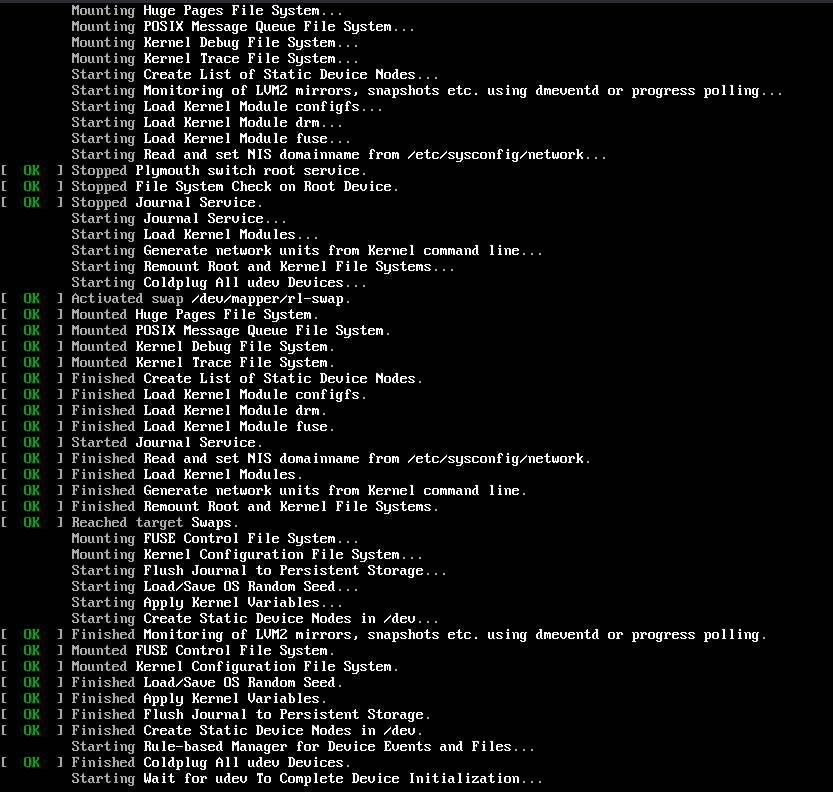 Mounting Huge Pages File System...
Mounting POSIX Message Queue File System...
Mounting Kernel Debug File System...
Mounting Kernel Trace File System...
Starting Create List of Static Device Nodes...
Starting Monitoring of LVM2 mirrors, snapshots etc. using dmeventd or progress polling...
Starting Load Kernel Module configfs...
Starting Load Kernel Module drm...
Starting Load Kernel Module fuse...
Starting Read and set NIS domainname from /etc/sysconfig/network...
[  OK  ] Stopped Plymouth switch root service.
[  OK  ] Stopped File System Check on Root Device.
[  OK  ] Stopped Journal Service.
Starting Journal Service...
Starting Load Kernel Modules...
Starting Generate network units from Kernel command line...
Starting Remount Root and Kernel File Systems...
Starting Coldplug All udev Devices...
[  OK  ] Activated swap /dev/mapper/rl-swap.
[  OK  ] Mounted Huge Pages File System.
[  OK  ] Mounted POSIX Message Queue File System.
[  OK  ] Mounted Kernel Debug File System.
[  OK  ] Mounted Kernel Trace File System.
[  OK  ] Finished Create List of Static Device Nodes.
[  OK  ] Finished Load Kernel Module configfs.
[  OK  ] Finished Load Kernel Module drm.
[  OK  ] Finished Load Kernel Module fuse.
[  OK  ] Started Journal Service.
[  OK  ] Finished Read and set NIS domainname from /etc/sysconfig/network.
[  OK  ] Finished Load Kernel Modules.
[  OK  ] Finished Generate network units from Kernel command line.
[  OK  ] Finished Remount Root and Kernel File Systems.
[  OK  ] Reached target Swaps.
Mounting FUSE Control File System...
Mounting Kernel Configuration File System...
Starting Flush Journal to Persistent Storage...
Starting Load/Save OS Random Seed...
Starting Apply Kernel Variables...
Starting Create Static Device Nodes in /dev...
[  OK  ] Finished Monitoring of LVM2 mirrors, snapshots etc. using dmeventd or progress polling.
[  OK  ] Mounted FUSE Control File System.
[  OK  ] Mounted Kernel Configuration File System.
[  OK  ] Finished Load/Save OS Random Seed.
[  OK  ] Finished Apply Kernel Variables.
[  OK  ] Finished Flush Journal to Persistent Storage.
[  OK  ] Finished Create Static Device Nodes in /dev.
Starting Rule-based Manager for Device Events and Files...
[  OK  ] Finished Coldplug All udev Devices.
Starting Wait for udev To Complete Device Initialization...